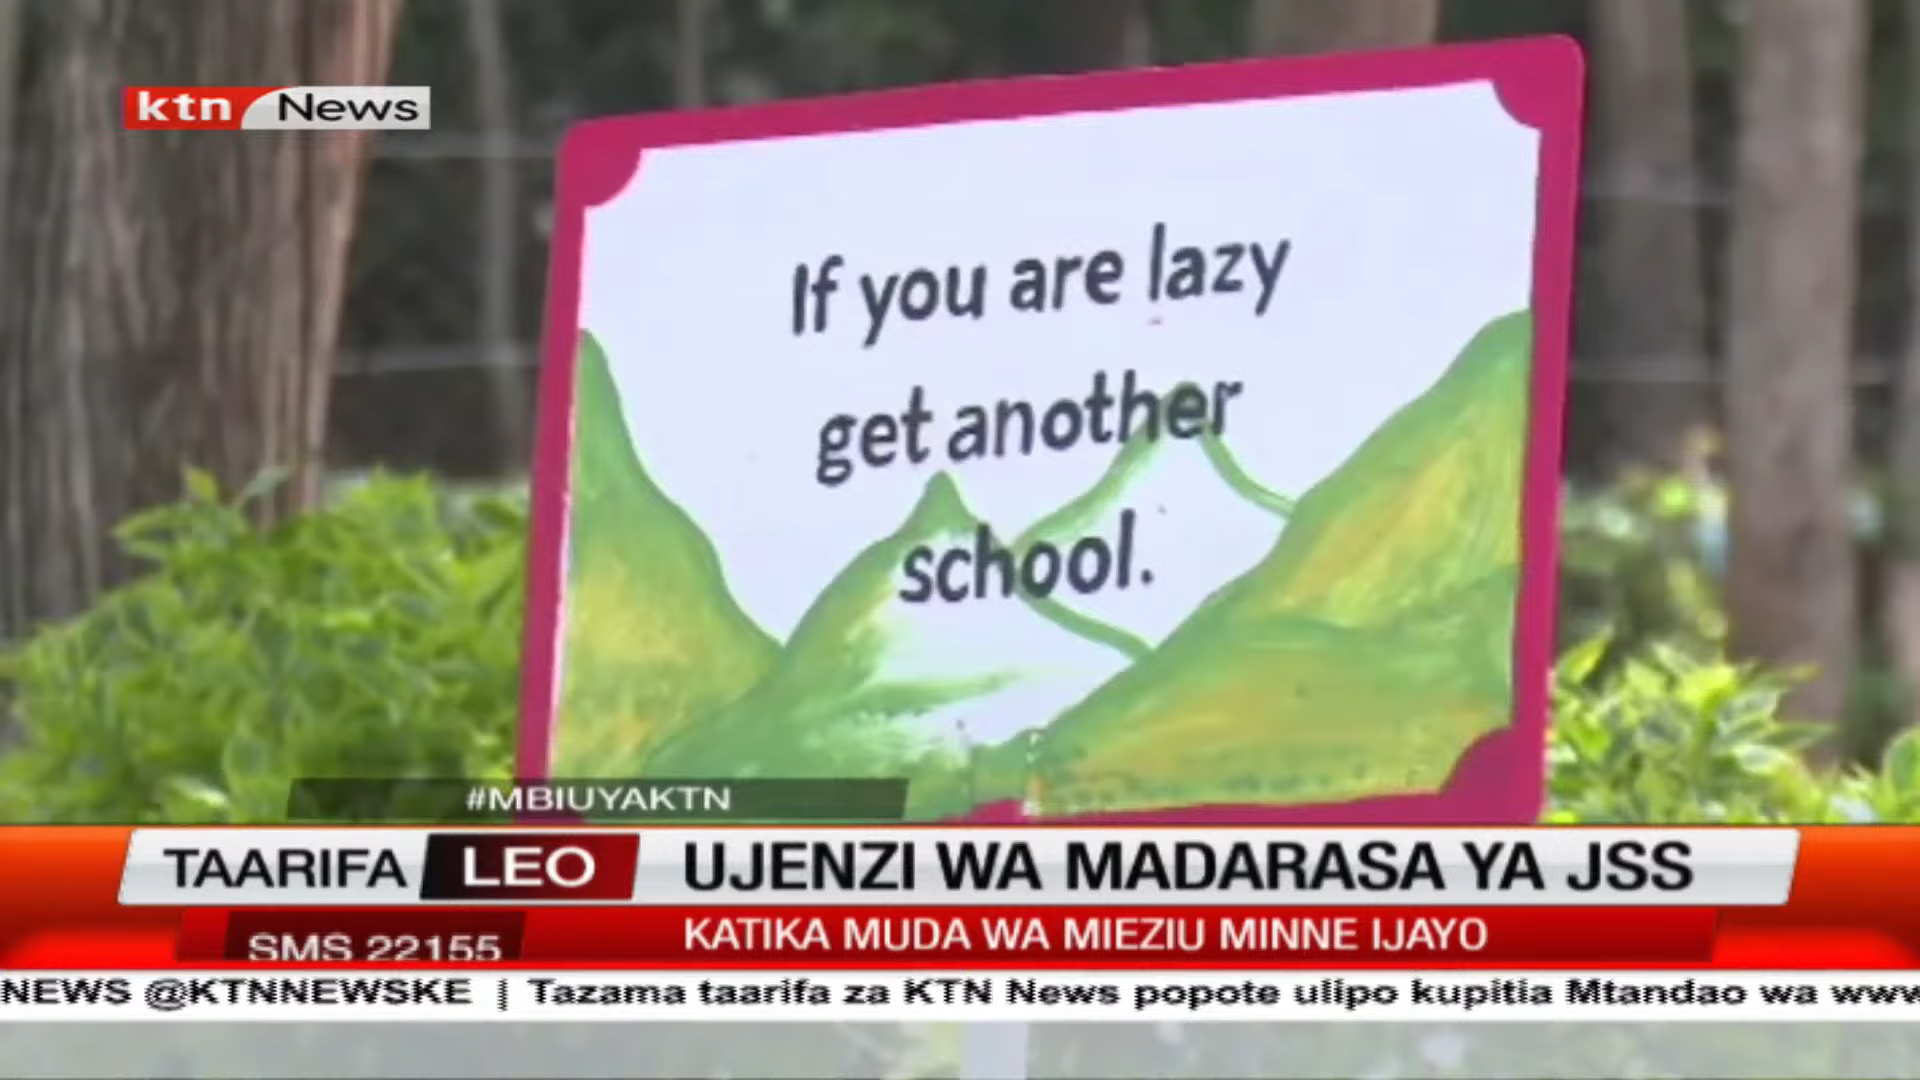 ktn News
If you are lazy
get another
school.
#MBIUYAKTN
TAARIFA LEO
UJENZI WA MADARASA YA JSS
SMS 22155
KATIKA MUDA WA MIEZIU MINNE IJAYO
NEWS @KTNNEWSKE | Tazama taarifa za KTN News popote ulipo kupitia Mtandao wa www